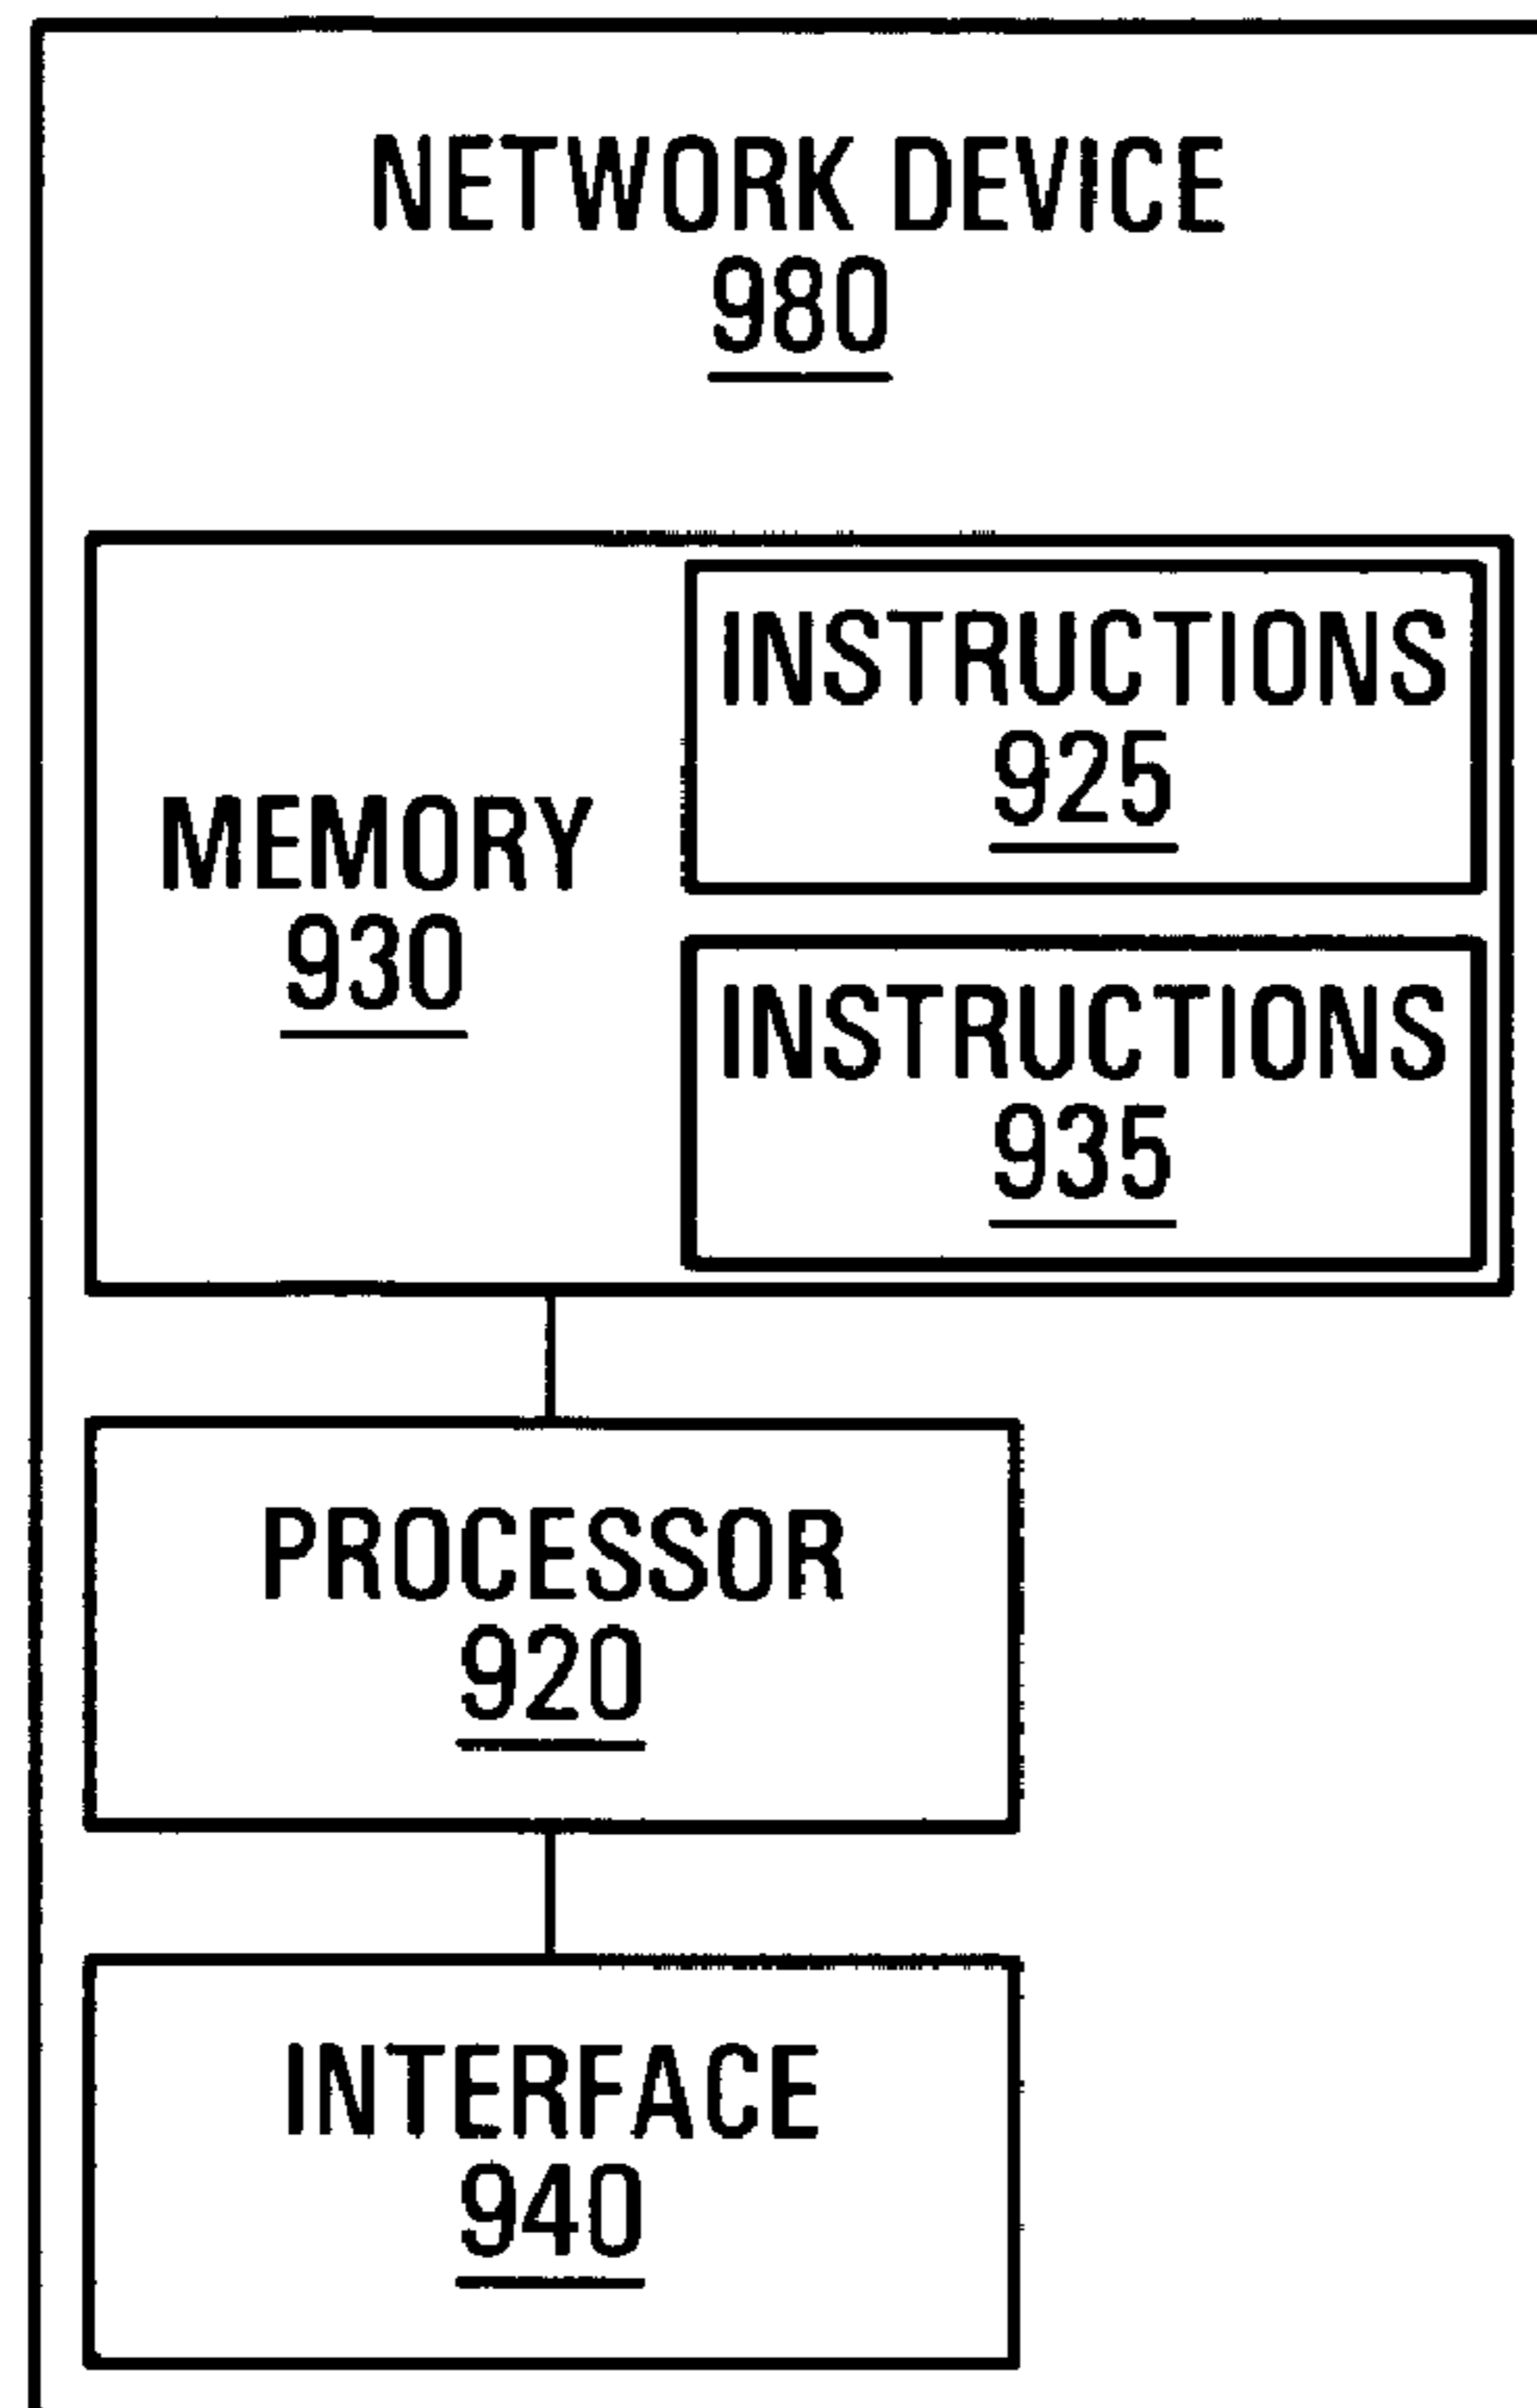 NETWORK DEVICE
980
MEMORY
930
INSTRUCTIONS
925
INSTRUCTIONS
935
PROCESSOR
920
INTERFACE
940